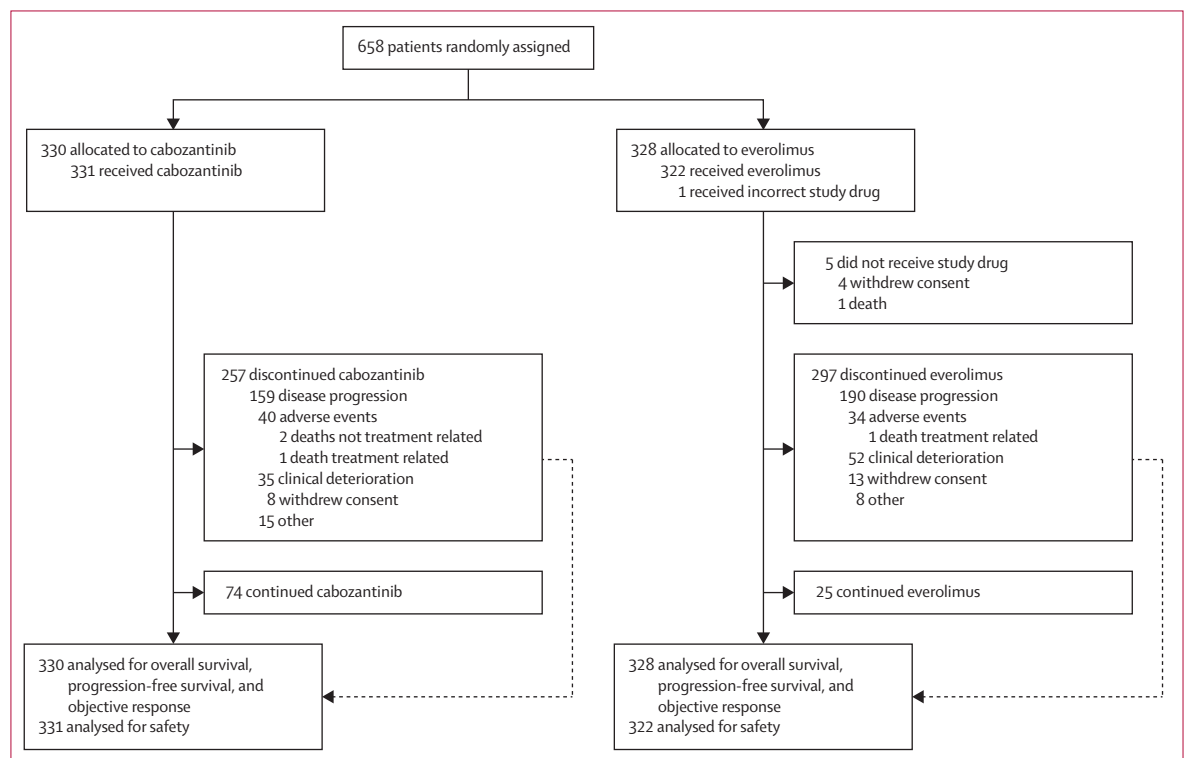 658 patients randomly assigned
330 allocated to cabozantinib
331 received cabozantinib
328 allocated to everolimus
322 received everolimus
1 received incorrect study drug
5 did not receive study drug
4 withdrew consent
1 death
257 discontinued cabozantinib
159 disease progression
40 adverse events
2 deaths not treatment related
1 death treatment related
35 clinical deterioration
8 withdrew consent
15 other
297 discontinued everolimus
190 disease progression
34 adverse events
1 death treatment related
52 clinical deterioration
13 withdrew consent
8 other
74 continued cabozantinib
25 continued everolimus
330 analysed for overall survival,
progression-free survival, and
objective response
331 analysed for safety
328 analysed for overall survival,
progression-free survival, and
objective response
322 analysed for safety